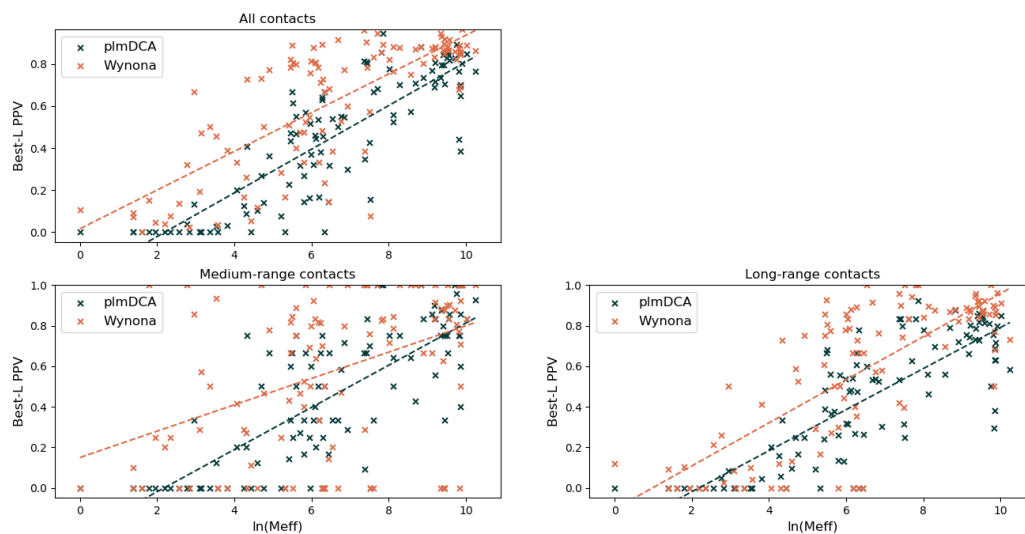 All contacts
plmDCA
Wynona
Best-L PPV
0.8
0.6
0.4
0.2
0.0
0 2 4 6 8 10
Medium-range contacts
plmDCA
Wynona
Best-L PPV
1.0
0.8
0.6
0.4
0.2
0.0
0 2 4 6 8 10
ln(Meff)
Long-range contacts
plmDCA
Wynona
Best-L PPV
1.0
0.8
0.6
0.4
0.2
0.0
0 2 4 6 8 10
ln(Meff)